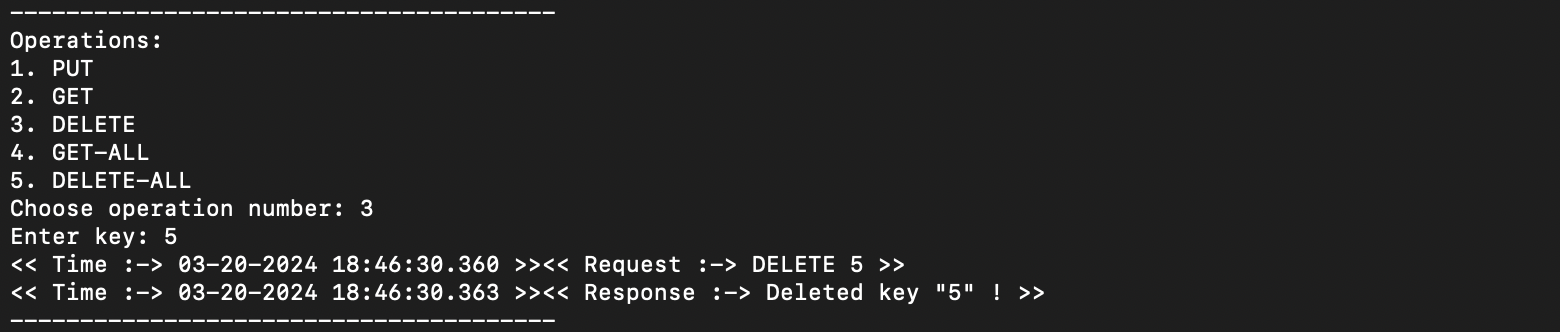 ---------------------------------------
Operations:
1. PUT
2. GET
3. DELETE
4. GET-ALL
5. DELETE-ALL
Choose operation number: 3
Enter key: 5
<< Time :-> 03-20-2024 18:46:30.360 >><< Request :-> DELETE 5 >>
<< Time :-> 03-20-2024 18:46:30.363 >><< Response :-> Deleted key "5" ! >>
---------------------------------------